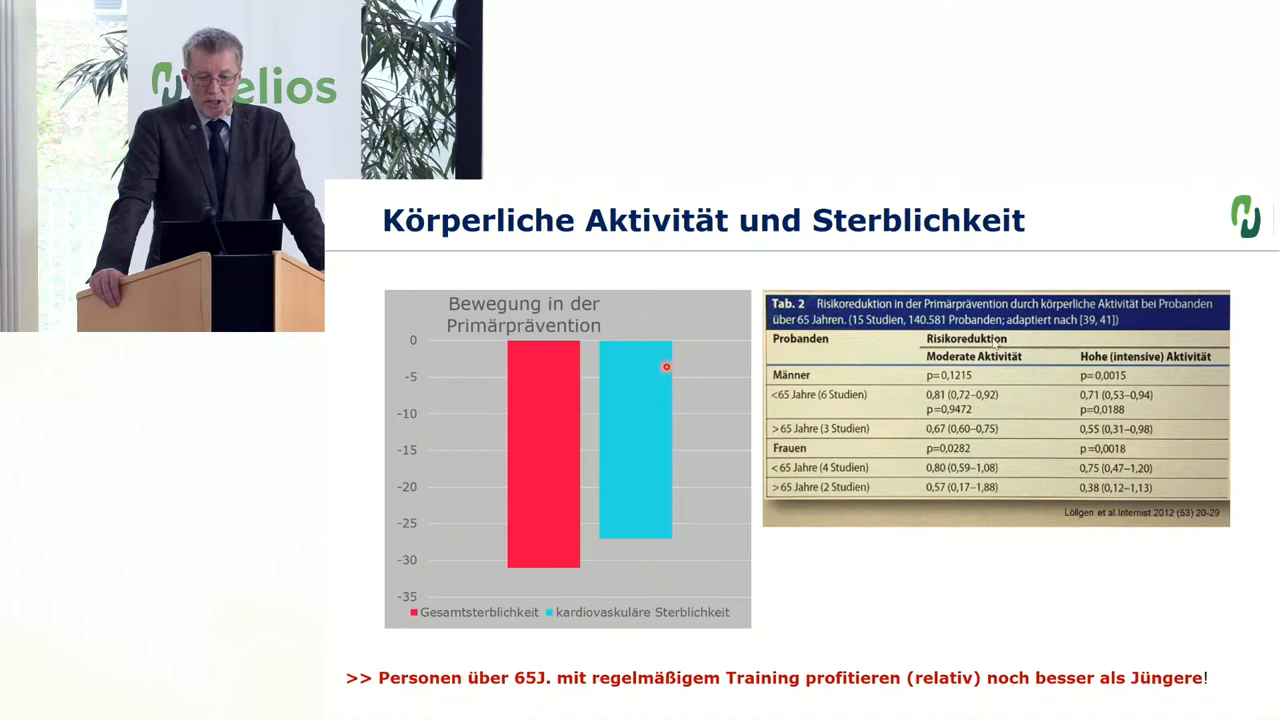 elios
Körperliche Aktivität und Sterblichkeit
Bewegung in der
Primärprävention
0
-5
-10
-15
-20
-25
-30
-35
Gesamtsterblichkeit kardiovaskuläre Sterblichkeit
Tab. 2 Risikoreduktion in der Primärprävention durch körperliche Aktivität bei Probanden
über 65 Jahren. (15 Studien, 140.581 Probanden; adaptiert nach [39, 41])
Probanden Risikoreduktion
Moderate Aktivität Hohe (intensive) Aktivität
Männer p=0,1215 p=0,0015
<65 Jahre (6 Studien) 0,81 (0,72–0,92) 0,71 (0,53–0,94)
p=0,9472 p=0,0188
>65 Jahre (3 Studien) 0,67 (0,60–0,75) 0,55 (0,31–0,98)
Frauen p=0,0282 p=0,0018
<65 Jahre (4 Studien) 0,80 (0,59–1,08) 0,75 (0,47–1,20)
>65 Jahre (2 Studien) 0,57 (0,17–1,88) 0,38 (0,12–1,13)
Löllgen et al.Internist 2012 (53) 20-29
>> Personen über 65J. mit regelmäßigem Training profitieren (relativ) noch besser als Jüngere!